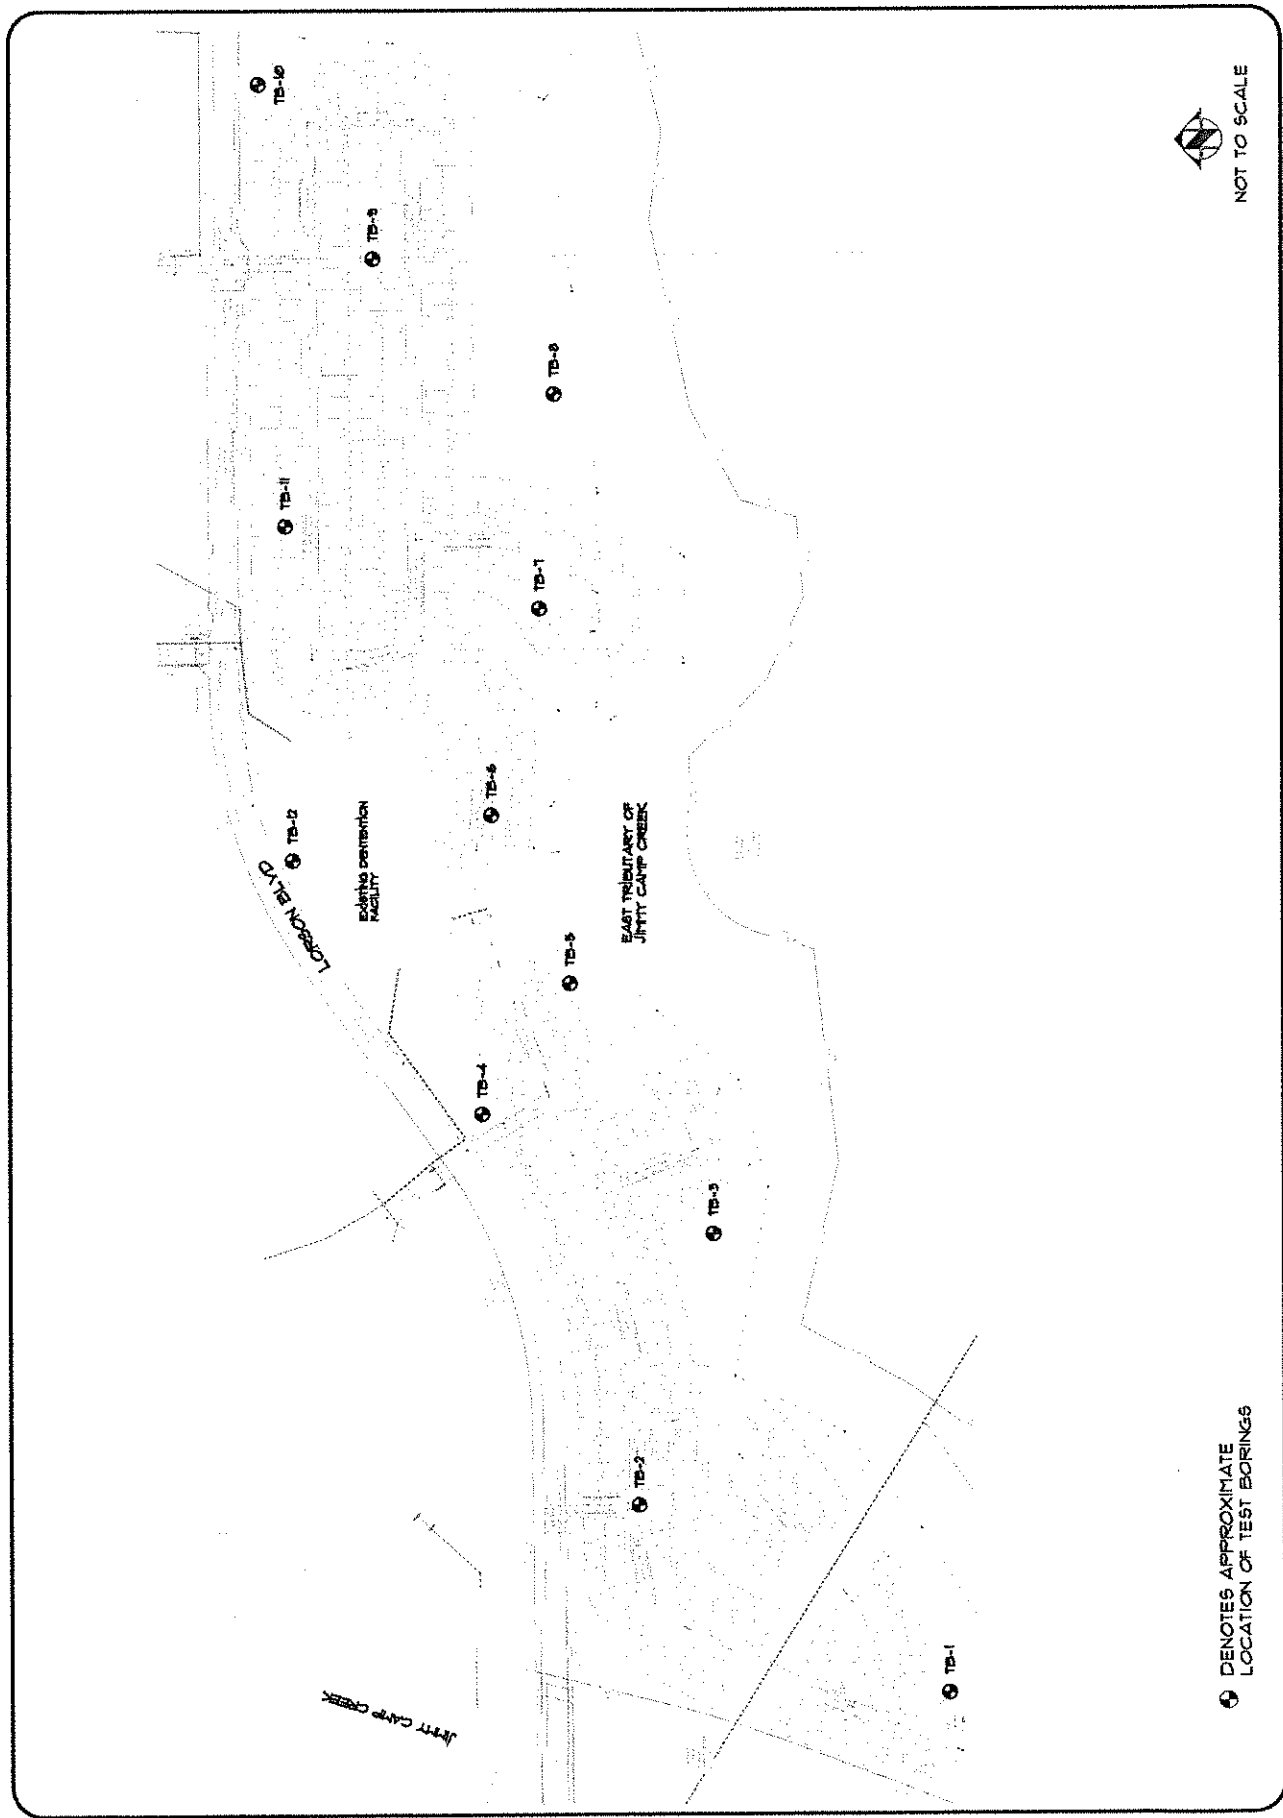 JIMMY CAMP CREEK
LORSON BLVD
TB-12
EXISTING DENTENTION
FACILITY
TB-11
TB-10
TB-9
TB-4
TB-6
TB-5
TB-7
TB-8
EAST TRIBUTARY OF
JIMMY CAMP CREEK
TB-2
TB-3
TB-1
DENOTES APPROXIMATE
LOCATION OF TEST BORINGS
N
NOT TO SCALE